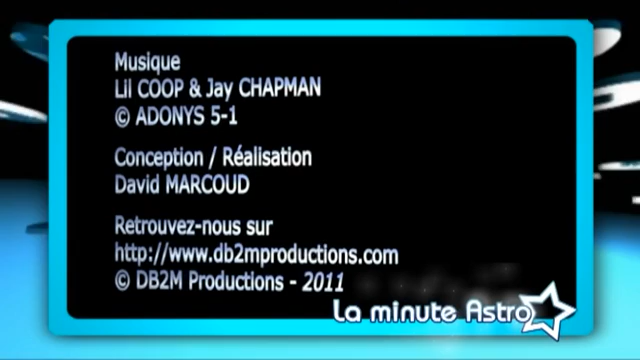 Musique
Lil COOP & Jay CHAPMAN
© ADONYS 5-1
Conception / Réalisation
David MARCOUD
Retrouvez-nous sur
http://www.db2mproductions.com
© DB2M Productions - 2011
La minute Astro